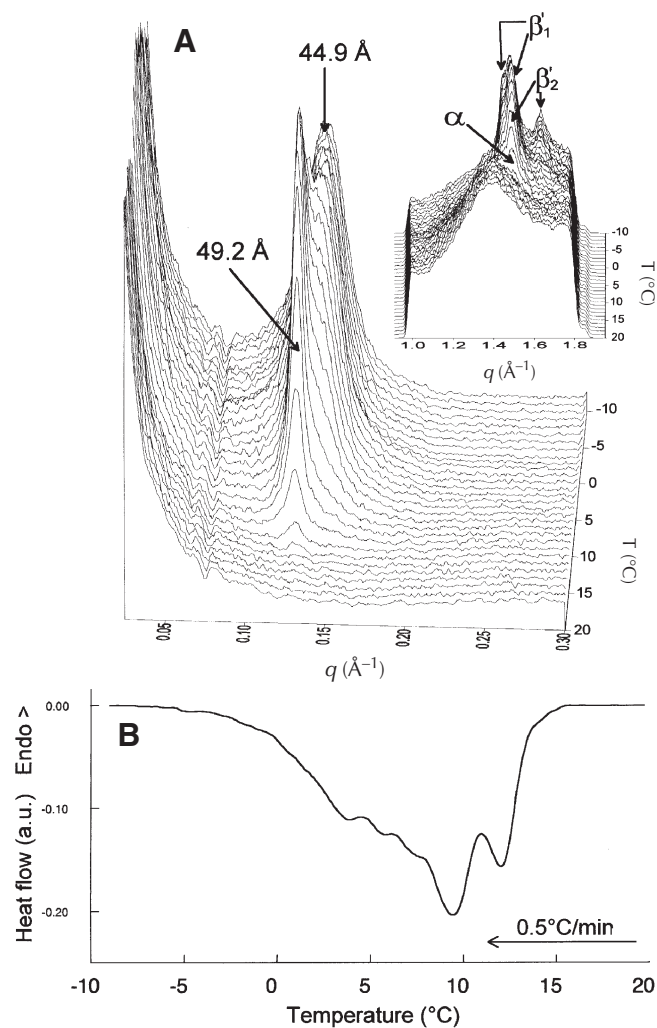 A
44.9 Å
49.2 Å
β'1
β'2
α
-10
-5
0
5
10
15
20
T (°C)
1.0 1.2 1.4 1.6 1.8
q (Å–1)
-10
-5
0
5
10
15
20
T (°C)
0.05 0.10 0.15 0.20 0.25 0.30
q (Å–1)
B
Heat flow (a.u.) Endo >
0.00
-0.10
-0.20
0.5°C/min
-10 -5 0 5 10 15 20
Temperature (°C)